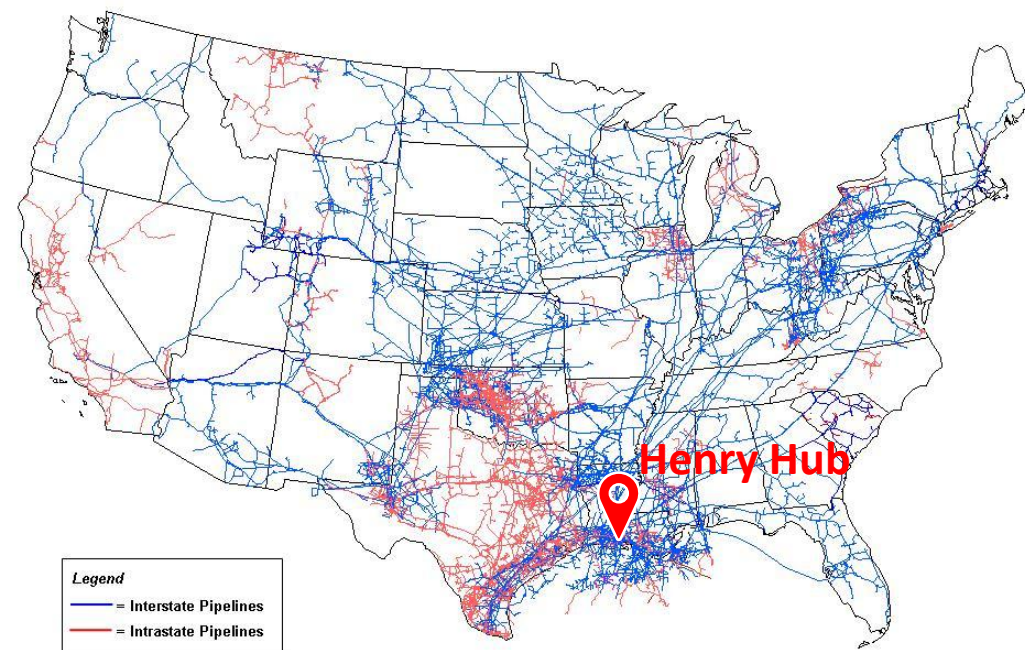 Henry Hub
Legend
= Interstate Pipelines
= Intrastate Pipelines